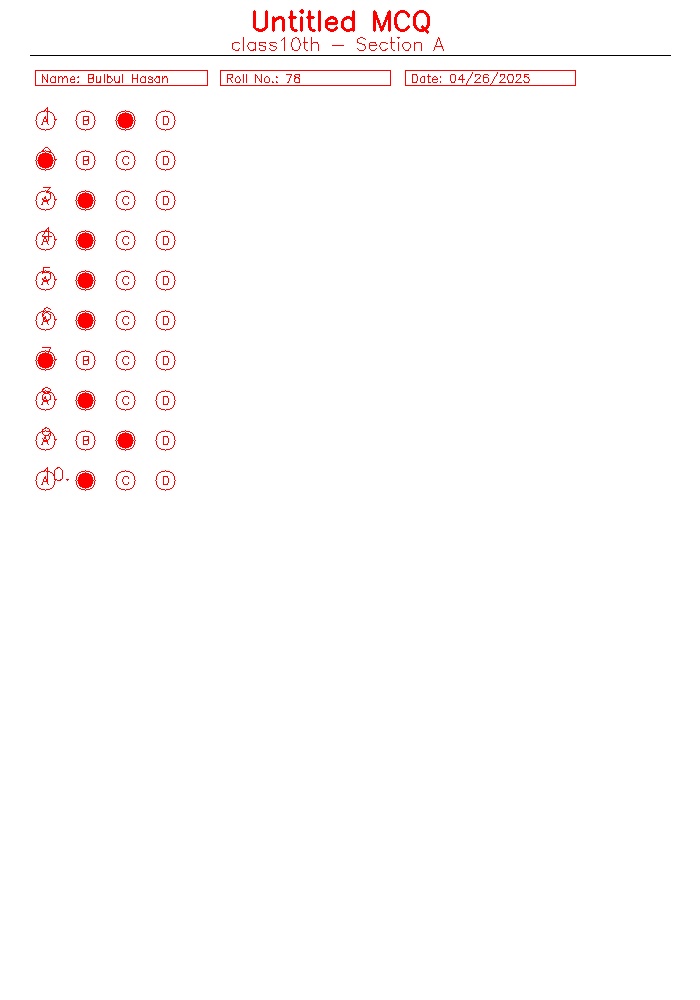 Untitled MCQ
class10th - Section A
Name: Bulbul Hasan Roll No.: 78 Date: 04/26/2025
1. A B D
B C D
3. A C D
4. A C D
5. A C D
6. A C D
7. B C D
8. A C D
9. A B D
10. A C D